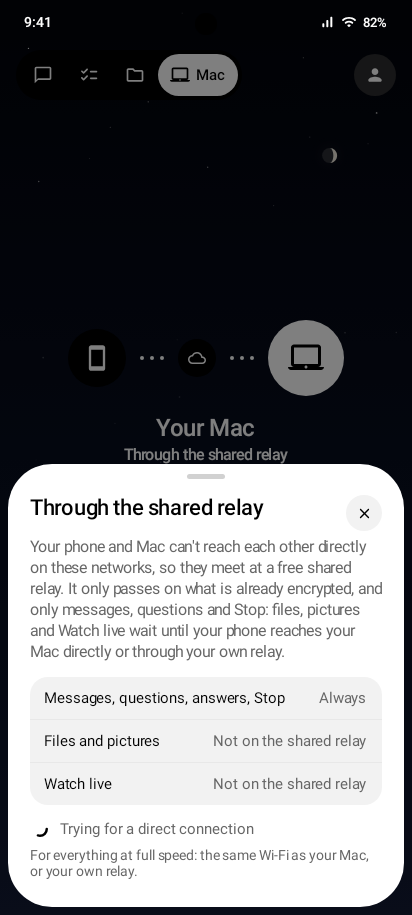 9:41
82%
Mac
Your Mac
Through the shared relay
Through the shared relay
Your phone and Mac can't reach each other directly
on these networks, so they meet at a free shared
relay. It only passes on what is already encrypted, and
only messages, questions and Stop: files, pictures
and Watch live wait until your phone reaches your
Mac directly or through your own relay.
Messages, questions, answers, Stop Always
Files and pictures Not on the shared relay
Watch live Not on the shared relay
Trying for a direct connection
For everything at full speed: the same Wi-Fi as your Mac,
or your own relay.